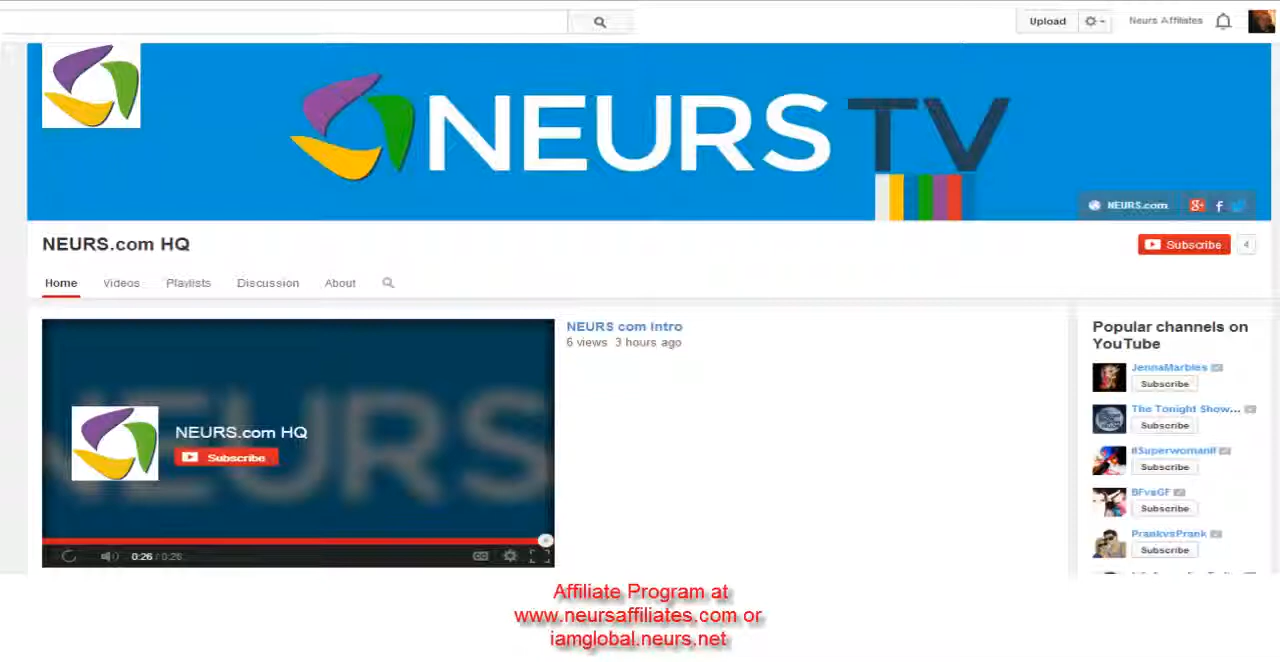 Upload
Neurs Affiliates
NEURS TV
NEURS.com
NEURS.com HQ
Subscribe
4
Home Videos Playlists Discussion About
NEURS com Intro
6 views 3 hours ago
NEURS
NEURS.com HQ
Subscribe
0:26 / 0:26
Popular channels on
YouTube
JennaMarbles
Subscribe
The Tonight Show...
Subscribe
IISuperwomanII
Subscribe
BFvsGF
Subscribe
PrankvsPrank
Subscribe
Affiliate Program at
www.neursaffiliates.com or
iamglobal.neurs.net